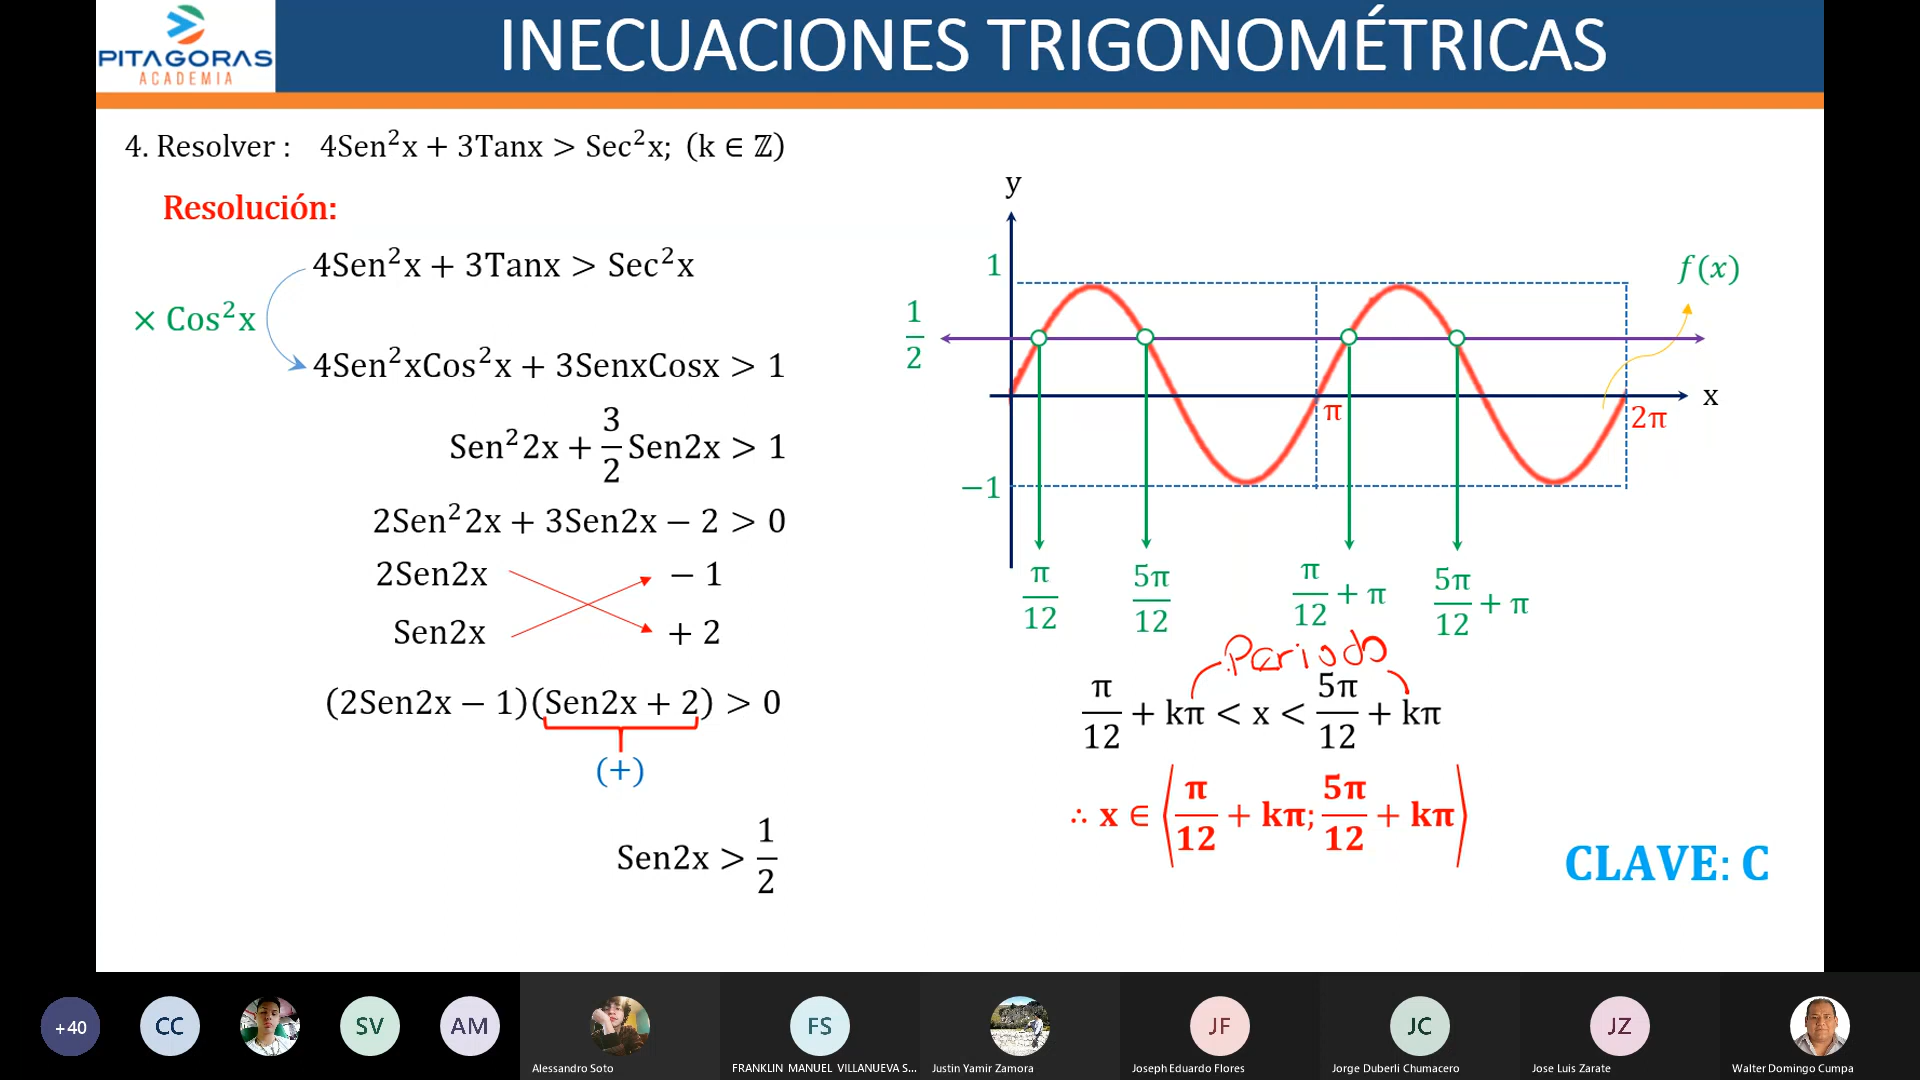 PITAGORAS
ACADEMIA
INECUACIONES TRIGONOMÉTRICAS
4. Resolver : 4Sen²x + 3Tanx > Sec²x; (k ∈ ℤ)
Resolución:
4Sen²x + 3Tanx > Sec²x
× Cos²x
4Sen²xCos²x + 3SenxCosx > 1
Sen²2x + 3/2 Sen2x > 1
2Sen²2x + 3Sen2x − 2 > 0
2Sen2x − 1
Sen2x + 2
(2Sen2x − 1)(Sen2x + 2) > 0
(+)
Sen2x > 1/2
y
1
f(x)
1/2
x
π
2π
−1
π/12 5π/12 π/12 + π 5π/12 + π
Periodo
π/12 + kπ < x < 5π/12 + kπ
∴ x ∈ ⟨π/12 + kπ; 5π/12 + kπ⟩
CLAVE: C
+40
CC
SV
AM
Alessandro Soto
FS
FRANKLIN MANUEL VILLANUEVA S...
Justin Yamir Zamora
JF
Joseph Eduardo Flores
JC
Jorge Duberli Chumacero
JZ
Jose Luis Zarate
Walter Domingo Cumpa